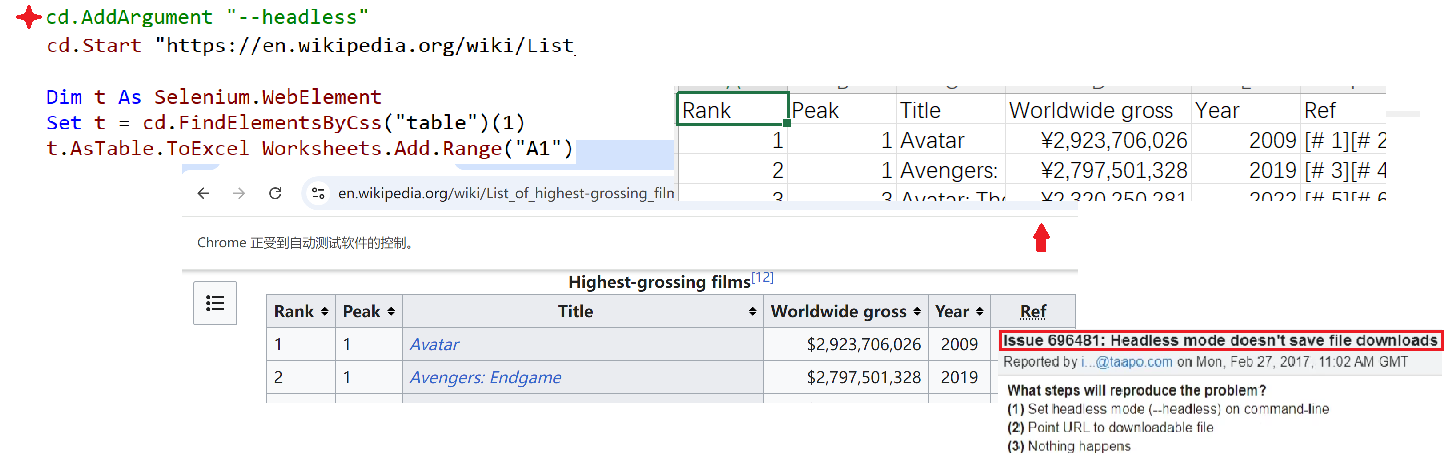 cd.AddArgument "--headless"
cd.Start "https://en.wikipedia.org/wiki/List_
Dim t As Selenium.WebElement
Set t = cd.FindElementsByCss("table")(1)
t.AsTable.ToExcel Worksheets.Add.Range("A1")
Rank Peak Title Worldwide gross Year Ref
1 1 Avatar ¥2,923,706,026 2009 [# 1][# 2
2 1 Avengers: ¥2,797,501,328 2019 [# 3][# 4
3 3 Avatar: The ¥2,320,250,281 2022 [# 5][# 6
en.wikipedia.org/wiki/List_of_highest-grossing_film
Chrome 正受到自动测试软件的控制。
Highest-grossing films[12]
Rank Peak Title Worldwide gross Year Ref
1 1 Avatar $2,923,706,026 2009
2 1 Avengers: Endgame $2,797,501,328 2019
Issue 696481: Headless mode doesn't save file downloads
Reported by i...@taapo.com on Mon, Feb 27, 2017, 11:02 AM GMT
What steps will reproduce the problem?
(1) Set headless mode (--headless) on command-line
(2) Point URL to downloadable file
(3) Nothing happens